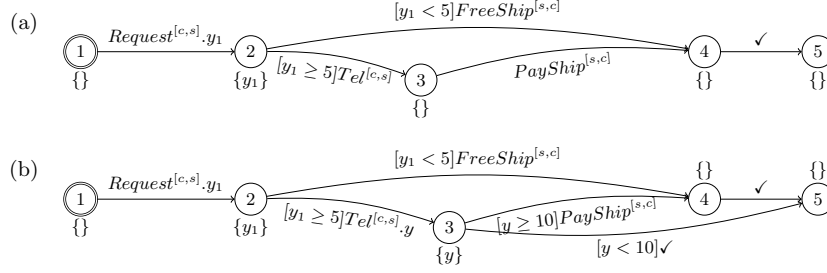 (a)
[y₁ < 5]FreeShip^[s,c]
Request^[c,s].y₁
✓
1
2
4
5
[y₁ ≥ 5]Tel^[c,s]
3
PayShip^[s,c]
{}
{y₁}
{}
{}
{}
(b)
[y₁ < 5]FreeShip^[s,c]
{}
{}
Request^[c,s].y₁
✓
1
2
4
5
[y₁ ≥ 5]Tel^[c,s].y
3
[y ≥ 10]PayShip^[s,c]
{}
{y₁}
{y}
[y < 10]✓